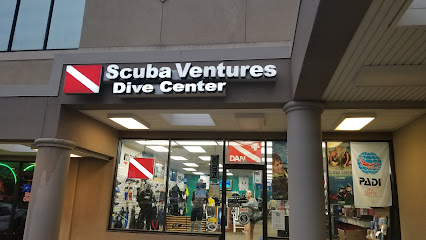 Scuba Ventures
Dive Center
DAN
PADI